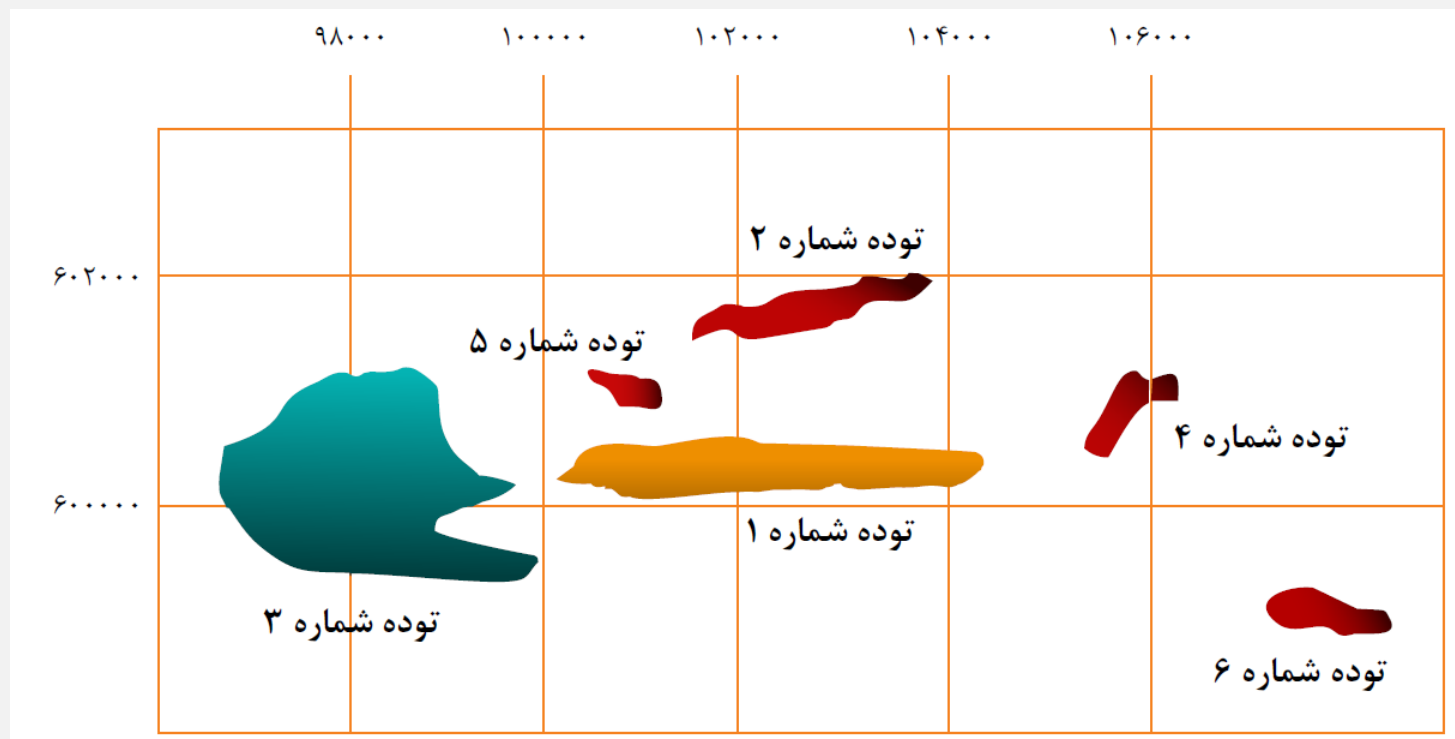 ۹۸۰۰۰ ۱۰۰۰۰۰ ۱۰۲۰۰۰ ۱۰۴۰۰۰ ۱۰۶۰۰۰
توده شماره ۲
۶۰۲۰۰۰
توده شماره ۵
توده شماره ۴
۶۰۰۰۰۰
توده شماره ۱
توده شماره ۳
توده شماره ۶